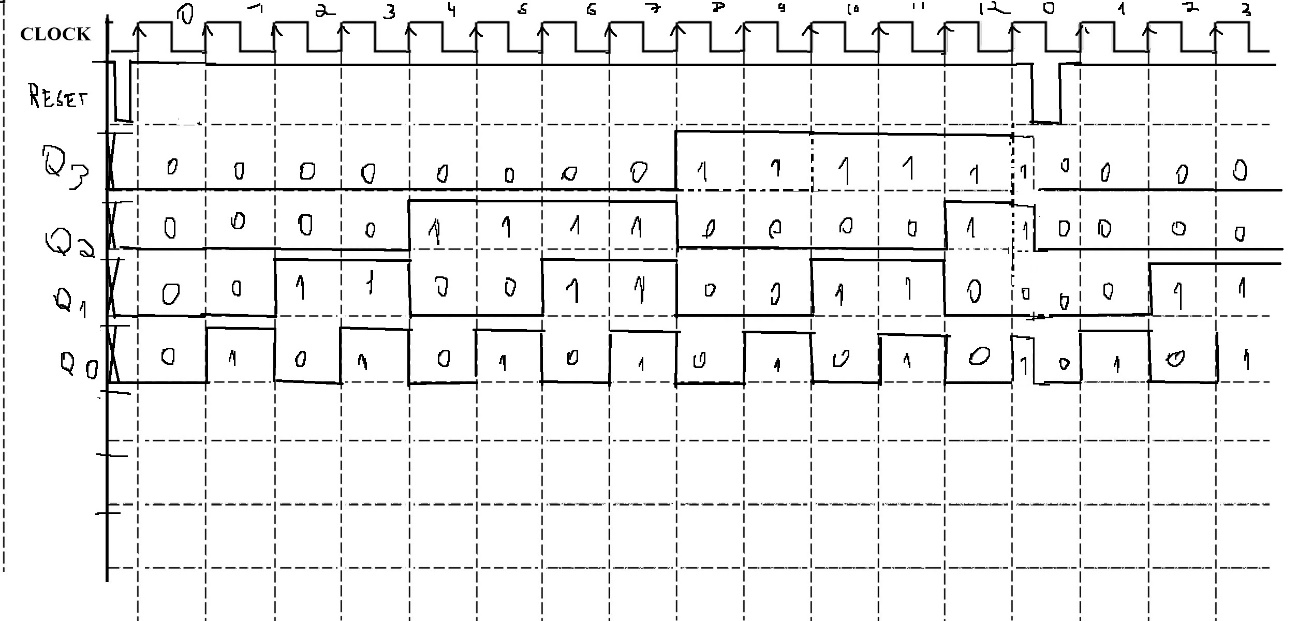 0 1 2 3 4 5 6 7 8 9 10 11 12 0 1 2 3
CLOCK
RESET
Q3 0 0 0 0 0 0 0 0 1 1 1 1 1 1 0 0 0 0
Q2 0 0 0 0 1 1 1 1 0 0 0 0 1 1 0 0 0 0
Q1 0 0 1 1 0 0 1 1 0 0 1 1 0 0 0 0 1 1
Q0 0 1 0 1 0 1 0 1 0 1 0 1 0 1 0 1 0 1